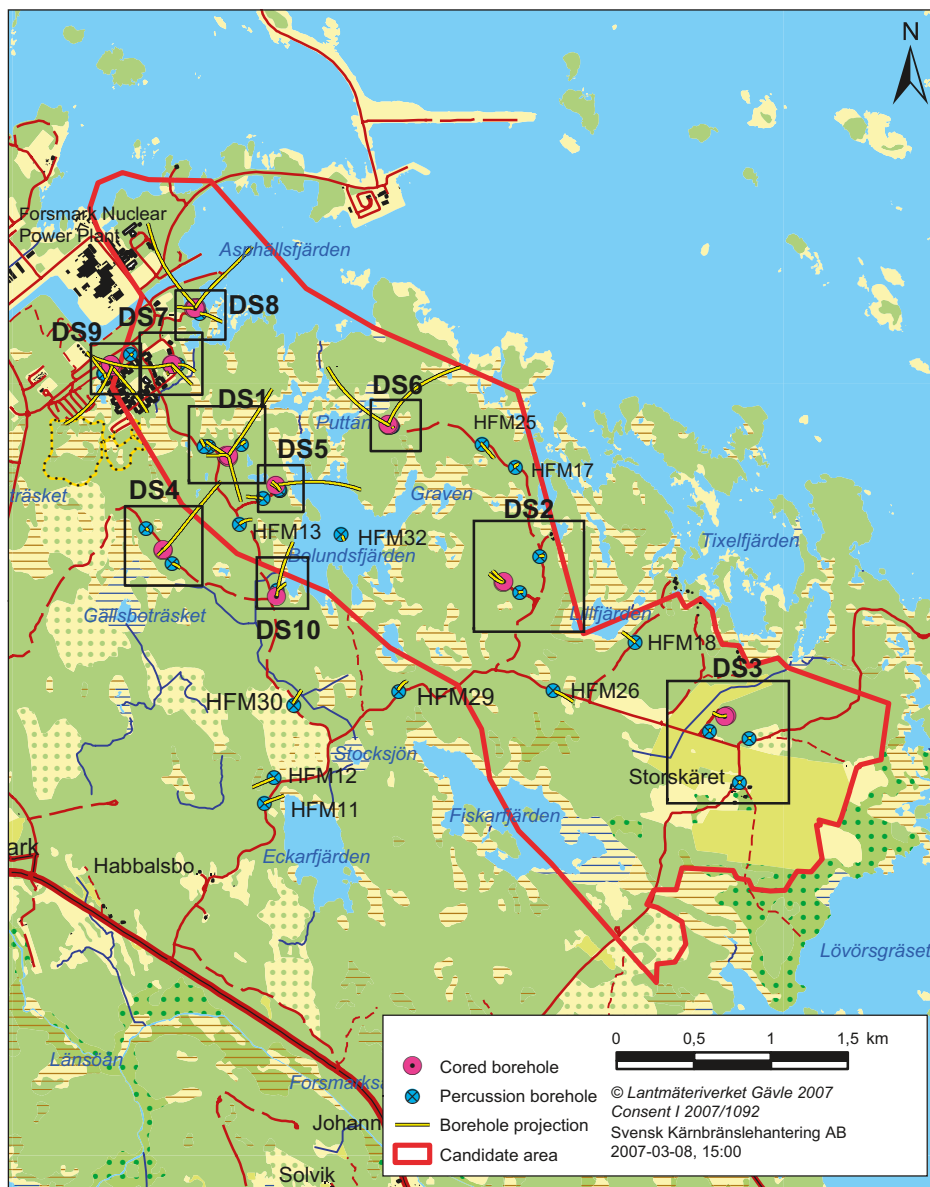 N
Forsmark Nuclear
Power Plant
Asphällsfjärden
DS8
DS7
DS9
DS6
DS1
Puttan
HFM25
DS5
HFM17
träsket
Graven
DS4
DS2
HFM13
HFM32
Bolundsfjärden
Tixelfjärden
Gällsboträsket
Lillfjärden
DS10
HFM18
DS3
HFM29
HFM26
HFM30
Stocksjön
HFM12
Storskäret
HFM11
Fiskarfjärden
ark
Eckarfjärden
Habbalsbo
Lövörsgräset
Länsöån
Forsmarkså
Johann
Solvik
0 0,5 1 1,5 km
Cored borehole
Percussion borehole
Borehole projection
Candidate area
© Lantmäteriverket Gävle 2007
Consent I 2007/1092
Svensk Kärnbränslehantering AB
2007-03-08, 15:00